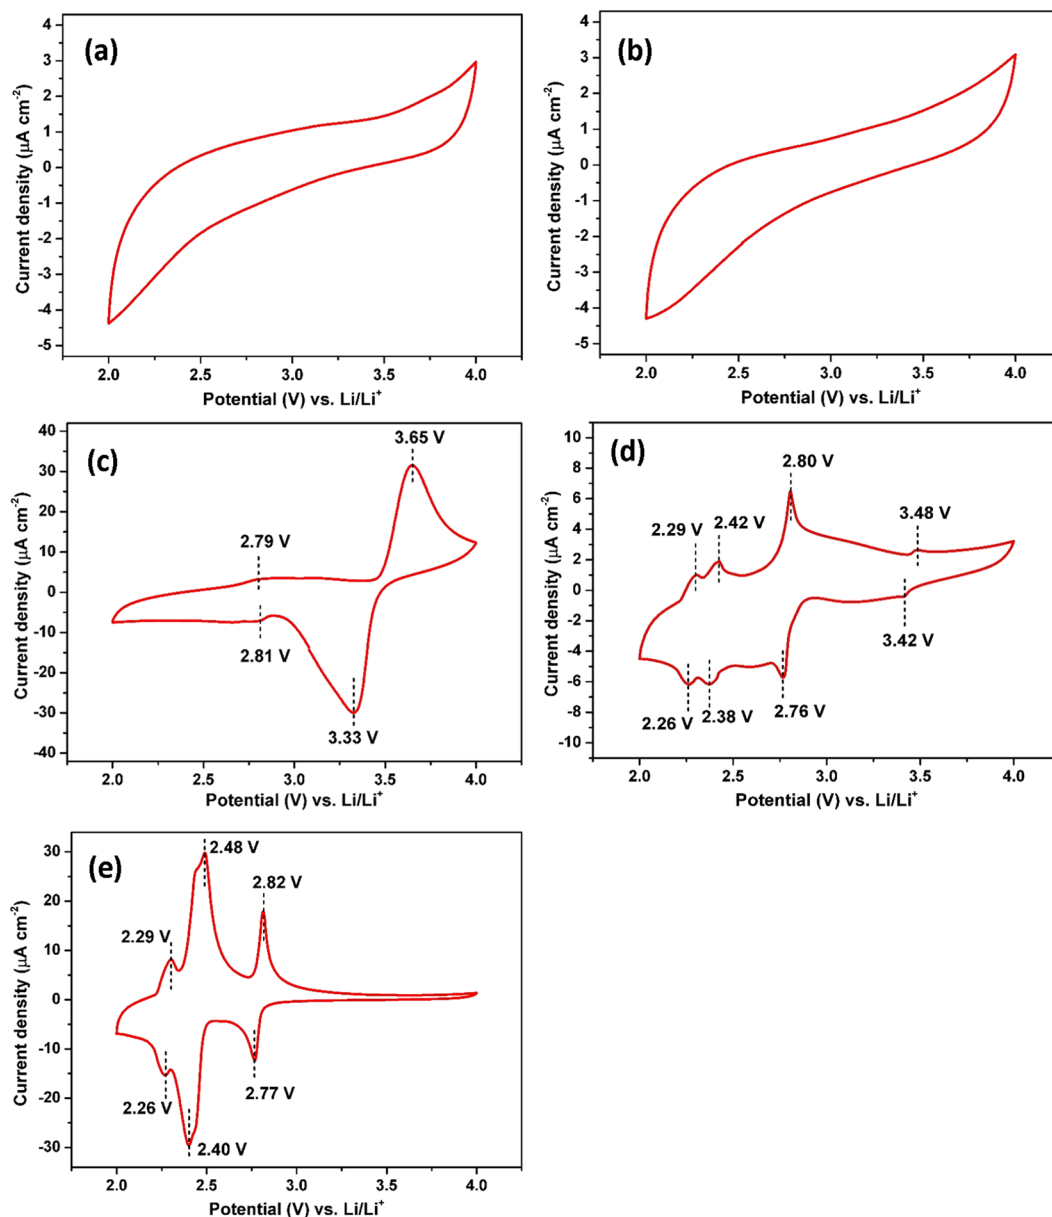 (a)
4
3
2
1
0
-1
-2
-3
-4
-5
Current density (μA cm-2)
2.0 2.5 3.0 3.5 4.0
Potential (V) vs. Li/Li+
(b)
4
3
2
1
0
-1
-2
-3
-4
-5
Current density (μA cm-2)
2.0 2.5 3.0 3.5 4.0
Potential (V) vs. Li/Li+
(c)
40
30
20
10
0
-10
-20
-30
-40
Current density (μA cm-2)
3.65 V
2.79 V
2.81 V
3.33 V
2.0 2.5 3.0 3.5 4.0
Potential (V) vs. Li/Li+
(d)
10
8
6
4
2
0
-2
-4
-6
-8
-10
Current density (μA cm-2)
2.80 V
2.29 V 2.42 V 3.48 V
3.42 V
2.26 V 2.38 V 2.76 V
2.0 2.5 3.0 3.5 4.0
Potential (V) vs. Li/Li+
(e)
30
20
10
0
-10
-20
-30
Current density (μA cm-2)
2.48 V
2.82 V
2.29 V
2.77 V
2.26 V
2.40 V
2.0 2.5 3.0 3.5 4.0
Potential (V) vs. Li/Li+